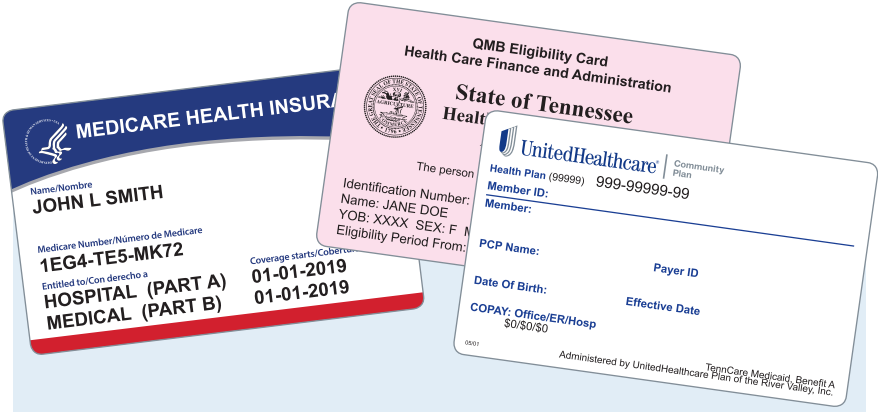 MEDICARE HEALTH INSURA
Name/Nombre
JOHN L SMITH
Medicare Number/Número de Medicare
1EG4-TE5-MK72
Entitled to/Con derecho a
HOSPITAL (PART A)
MEDICAL (PART B)
Coverage starts/Cobertu
01-01-2019
01-01-2019
QMB Eligibility Card
Health Care Finance and Administration
State of Tennessee
Healt
AGRICULTURE
COMMERCE
1796
The person
Identification Number:
Name: JANE DOE
YOB: XXXX SEX: F M
Eligibility Period From:
UnitedHealthcare® Community
Plan
Health Plan (99999) 999-99999-99
Member ID:
Member:
PCP Name:
Payer ID
Date Of Birth:
Effective Date
COPAY: Office/ER/Hosp
$0/$0/$0
05/01
TennCare Medicaid, Benefit A
Administered by UnitedHealthcare Plan of the River Valley, Inc.